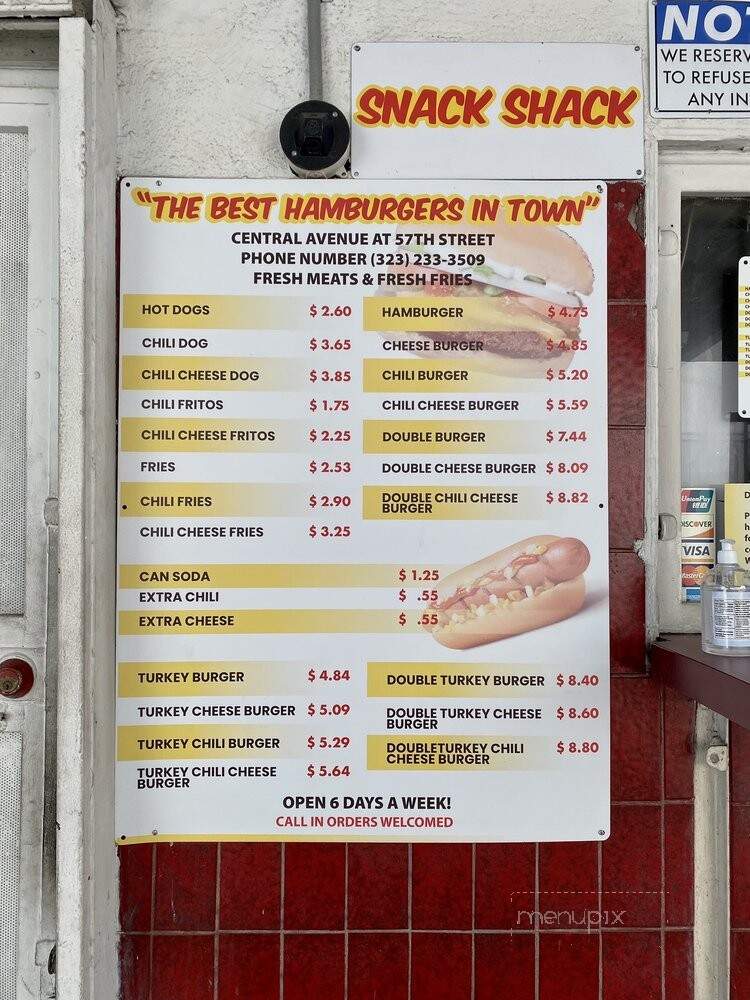 SNACK SHACK
NO
WE RESERV
TO REFUSE
ANY IN
"THE BEST HAMBURGERS IN TOWN"
CENTRAL AVENUE AT 57TH STREET
PHONE NUMBER (323) 233-3509
FRESH MEATS & FRESH FRIES
HOT DOGS $ 2.60
CHILI DOG $ 3.65
CHILI CHEESE DOG $ 3.85
CHILI FRITOS $ 1.75
CHILI CHEESE FRITOS $ 2.25
FRIES $ 2.53
CHILI FRIES $ 2.90
CHILI CHEESE FRIES $ 3.25
HAMBURGER $ 4.75
CHEESE BURGER $ 4.85
CHILI BURGER $ 5.20
CHILI CHEESE BURGER $ 5.59
DOUBLE BURGER $ 7.44
DOUBLE CHEESE BURGER $ 8.09
DOUBLE CHILI CHEESE $ 8.82
BURGER
CAN SODA $ 1.25
EXTRA CHILI $ .55
EXTRA CHEESE $ .55
TURKEY BURGER $ 4.84
TURKEY CHEESE BURGER $ 5.09
TURKEY CHILI BURGER $ 5.29
TURKEY CHILI CHEESE $ 5.64
BURGER
DOUBLE TURKEY BURGER $ 8.40
DOUBLE TURKEY CHEESE $ 8.60
BURGER
DOUBLETURKEY CHILI $ 8.80
CHEESE BURGER
OPEN 6 DAYS A WEEK!
CALL IN ORDERS WELCOMED
UnionPay
DISCOVER
VISA
MasterCard
menupix